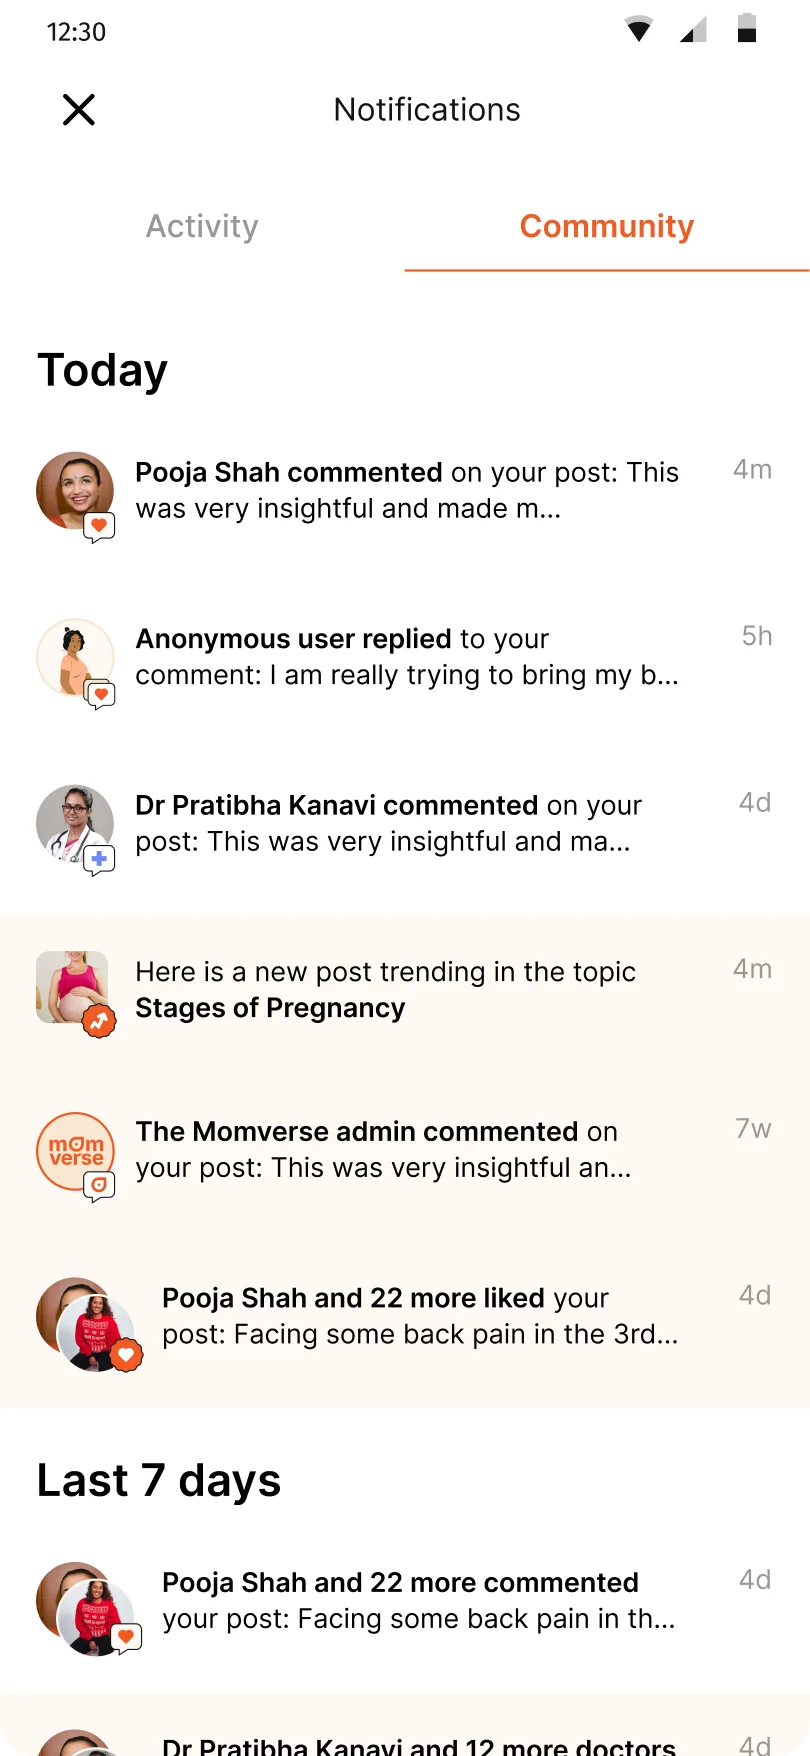 12:30
Notifications
Activity
Community
Today
Pooja Shah commented on your post: This
was very insightful and made m...
4m
Anonymous user replied to your
comment: I am really trying to bring my b...
5h
Dr Pratibha Kanavi commented on your
post: This was very insightful and ma...
4d
Here is a new post trending in the topic
Stages of Pregnancy
4m
mom
verse
The Momverse admin commented on
your post: This was very insightful an...
7w
Pooja Shah and 22 more liked your
post: Facing some back pain in the 3rd...
4d
Last 7 days
Pooja Shah and 22 more commented
your post: Facing some back pain in th...
4d
Dr Pratibha Kanavi and 12 more doctors
4d